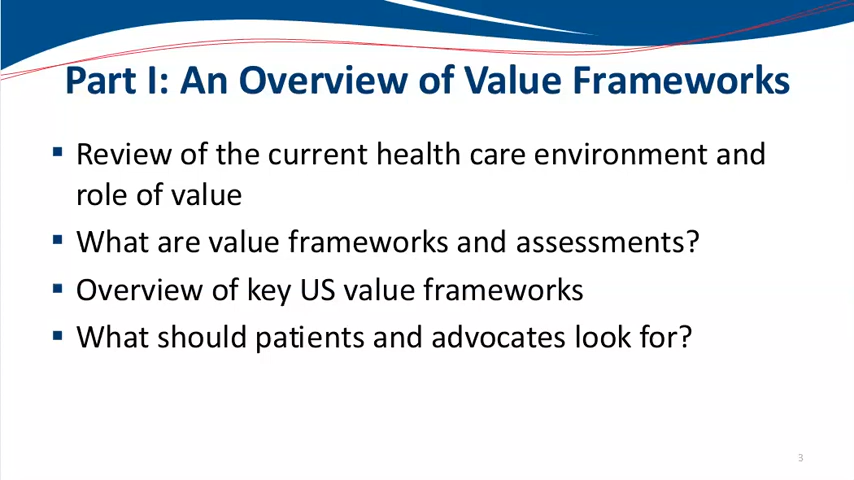 Part I: An Overview of Value Frameworks
▪ Review of the current health care environment and
role of value
▪ What are value frameworks and assessments?
▪ Overview of key US value frameworks
▪ What should patients and advocates look for?
3